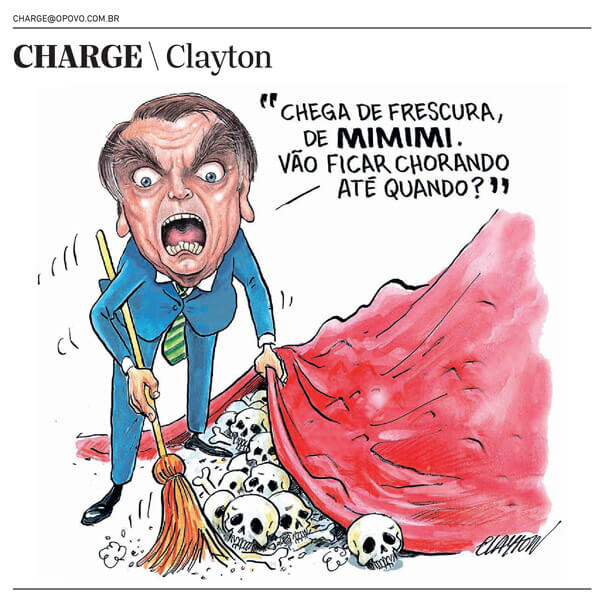 CHARGE@OPOVO.COM.BR
CHARGE \ Clayton
"CHEGA DE FRESCURA,
DE MIMIMI.
VÃO FICAR CHORANDO
ATÉ QUANDO?"
CLAYTON